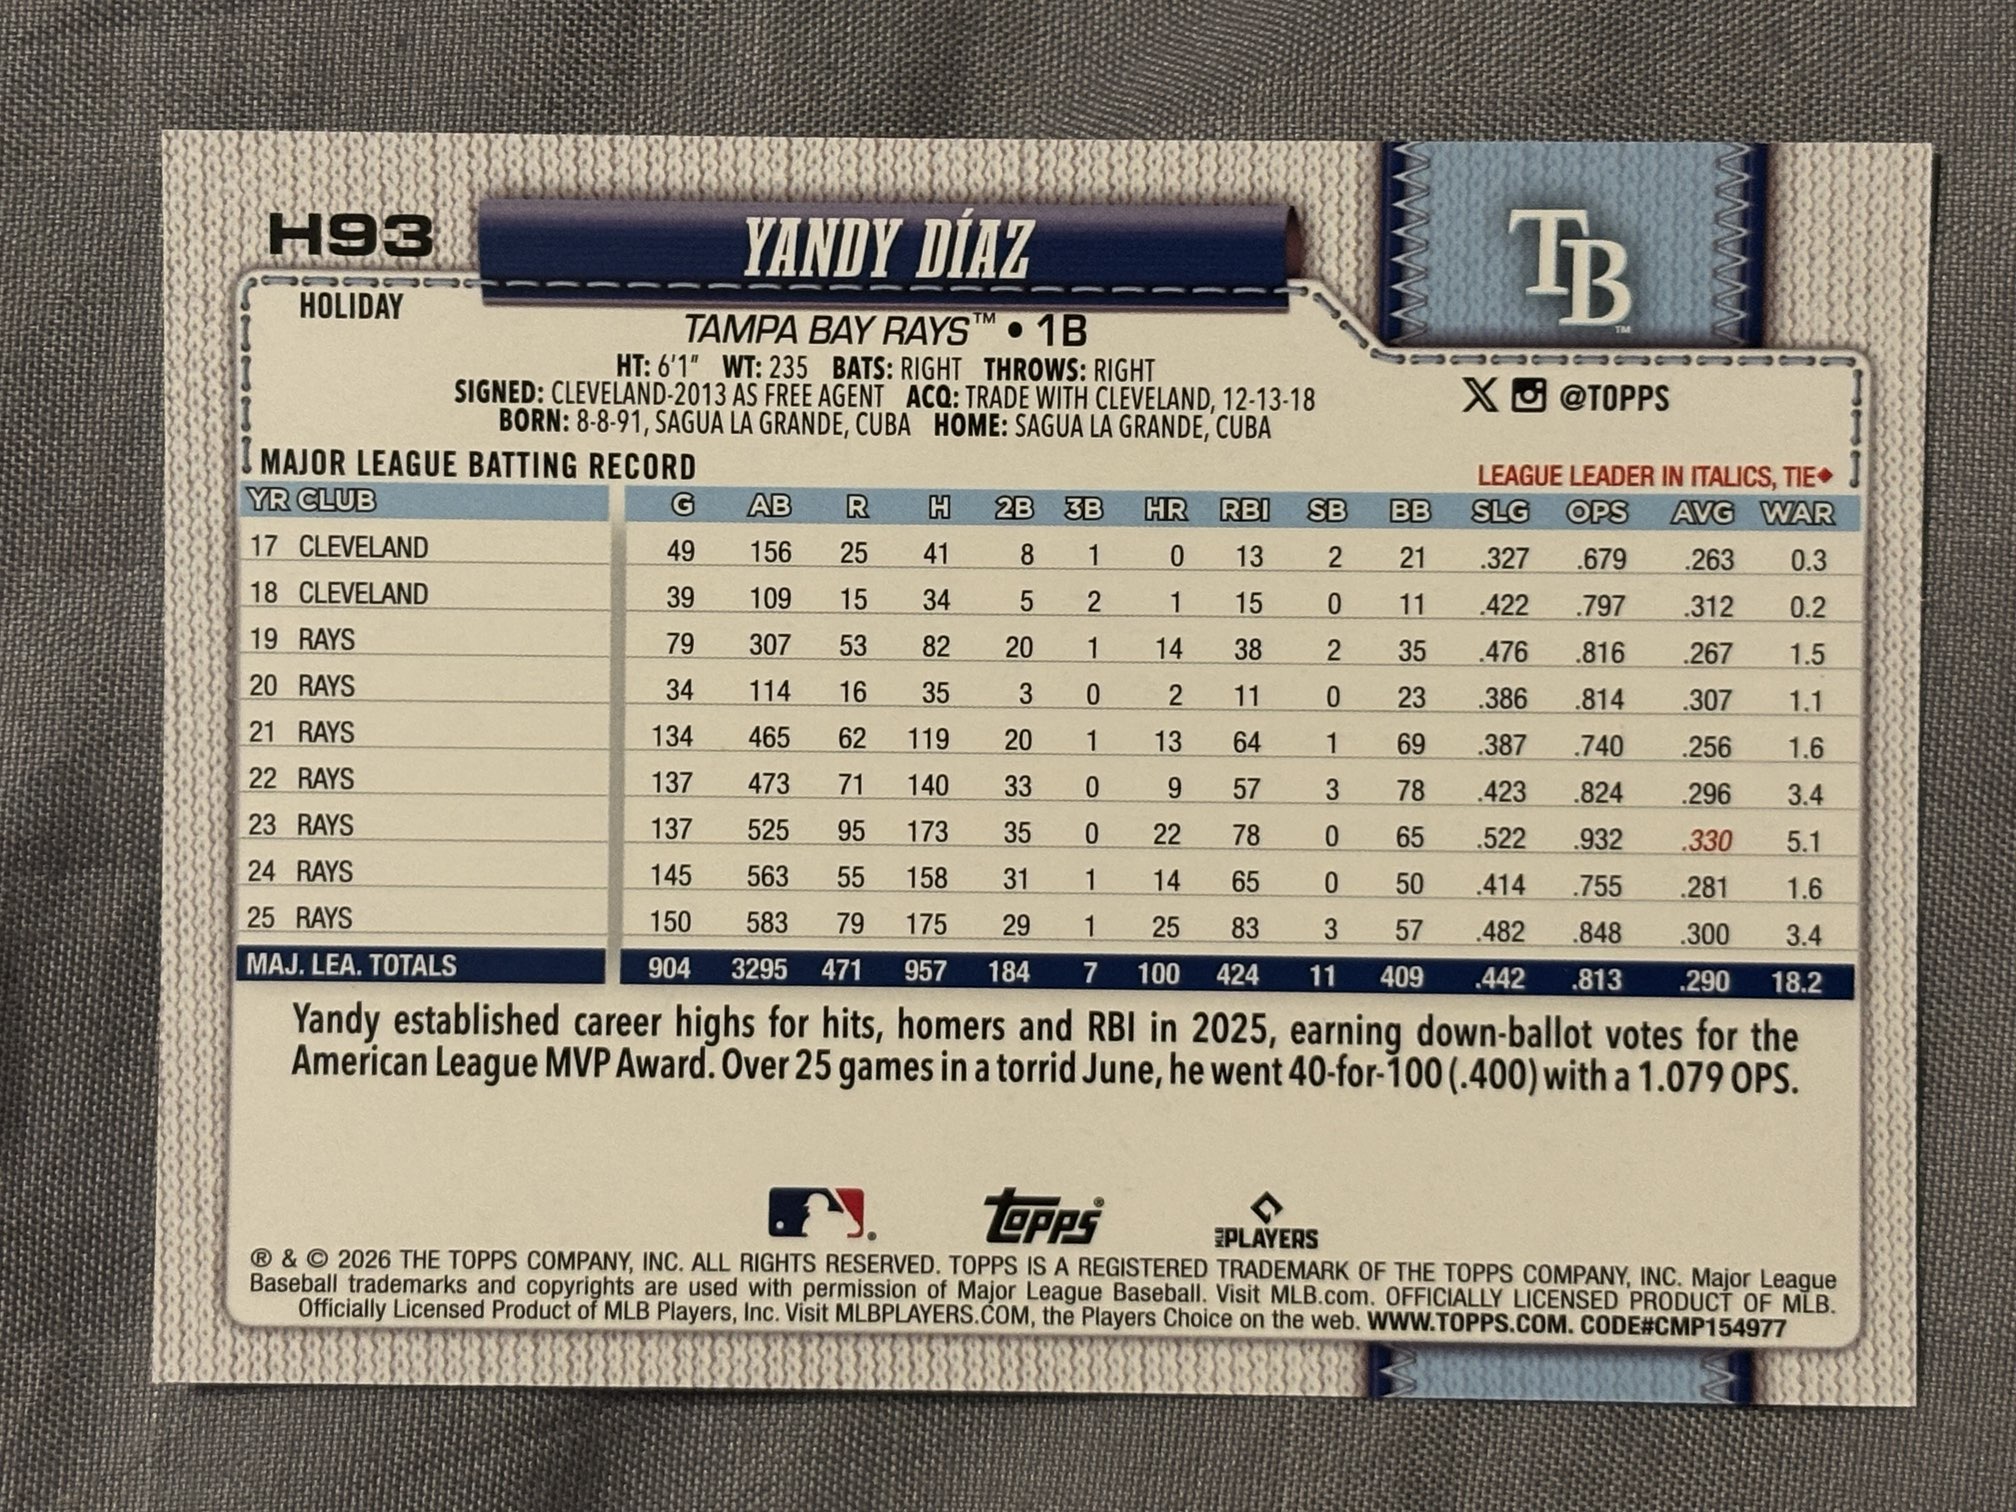 H93
YANDY DÍAZ
TB™
HOLIDAY
TAMPA BAY RAYS™ • 1B
HT: 6'1" WT: 235 BATS: RIGHT THROWS: RIGHT
SIGNED: CLEVELAND-2013 AS FREE AGENT ACQ: TRADE WITH CLEVELAND, 12-13-18
BORN: 8-8-91, SAGUA LA GRANDE, CUBA HOME: SAGUA LA GRANDE, CUBA
X @TOPPS
MAJOR LEAGUE BATTING RECORD
LEAGUE LEADER IN ITALICS, TIE♦
YR CLUB G AB R H 2B 3B HR RBI SB BB SLG OPS AVG WAR
17 CLEVELAND 49 156 25 41 8 1 0 13 2 21 .327 .679 .263 0.3
18 CLEVELAND 39 109 15 34 5 2 1 15 0 11 .422 .797 .312 0.2
19 RAYS 79 307 53 82 20 1 14 38 2 35 .476 .816 .267 1.5
20 RAYS 34 114 16 35 3 0 2 11 0 23 .386 .814 .307 1.1
21 RAYS 134 465 62 119 20 1 13 64 1 69 .387 .740 .256 1.6
22 RAYS 137 473 71 140 33 0 9 57 3 78 .423 .824 .296 3.4
23 RAYS 137 525 95 173 35 0 22 78 0 65 .522 .932 .330 5.1
24 RAYS 145 563 55 158 31 1 14 65 0 50 .414 .755 .281 1.6
25 RAYS 150 583 79 175 29 1 25 83 3 57 .482 .848 .300 3.4
MAJ. LEA. TOTALS 904 3295 471 957 184 7 100 424 11 409 .442 .813 .290 18.2
Yandy established career highs for hits, homers and RBI in 2025, earning down-ballot votes for the
American League MVP Award. Over 25 games in a torrid June, he went 40-for-100 (.400) with a 1.079 OPS.
topps®
MLB PLAYERS
® & © 2026 THE TOPPS COMPANY, INC. ALL RIGHTS RESERVED. TOPPS IS A REGISTERED TRADEMARK OF THE TOPPS COMPANY, INC. Major League
Baseball trademarks and copyrights are used with permission of Major League Baseball. Visit MLB.com. OFFICIALLY LICENSED PRODUCT OF MLB.
Officially Licensed Product of MLB Players, Inc. Visit MLBPLAYERS.COM, the Players Choice on the web. WWW.TOPPS.COM. CODE#CMP154977